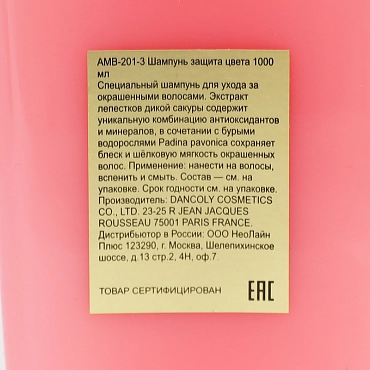 AMB-201-3 Шампунь защита цвета 1000
мл
Специальный шампунь для ухода за
окрашенными волосами. Экстракт
лепестков дикой сакуры содержит
уникальную комбинацию антиоксидантов
и минералов, в сочетании с бурыми
водорослями Padina pavonica сохраняет
блеск и шёлковую мягкость окрашенных
волос. Применение: нанести на волосы,
вспенить и смыть. Состав — см. на
упаковке. Срок годности см. на упаковке.
Производитель: DANCOLY COSMETICS
CO., LTD. 23-25 R JEAN JACQUES
ROUSSEAU 75001 PARIS FRANCE.
Дистрибьютор в России: ООО НеоЛайн
Плюс 123290, г. Москва, Шелепихинское
шоссе, д.13 стр.2, 4Н, оф.7.
ТОВАР СЕРТИФИЦИРОВАН
EAC